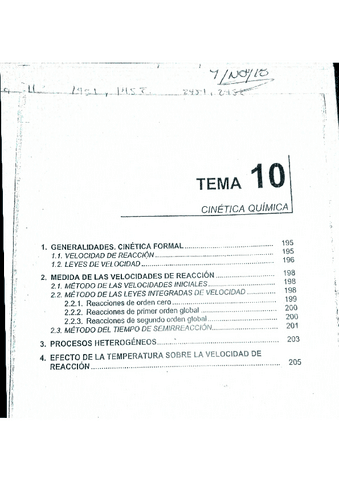 TEMA 10
CINÉTICA QUÍMICA
1. GENERALIDADES. CINÉTICA FORMAL 195
1.1. VELOCIDAD DE REACCIÓN 195
1.2. LEYES DE VELOCIDAD 196
2. MEDIDA DE LAS VELOCIDADES DE REACCIÓN 198
2.1. MÉTODO DE LAS VELOCIDADES INICIALES 198
2.2. MÉTODO DE LAS LEYES INTEGRADAS DE VELOCIDAD 198
2.2.1. Reacciones de orden cero 199
2.2.2. Reacciones de primer orden global 200
2.2.3. Reacciones de segundo orden global 200
2.3. MÉTODO DEL TIEMPO DE SEMIRREACCIÓN 201
3. PROCESOS HETEROGÉNEOS 203
4. EFECTO DE LA TEMPERATURA SOBRE LA VELOCIDAD DE
REACCIÓN 205